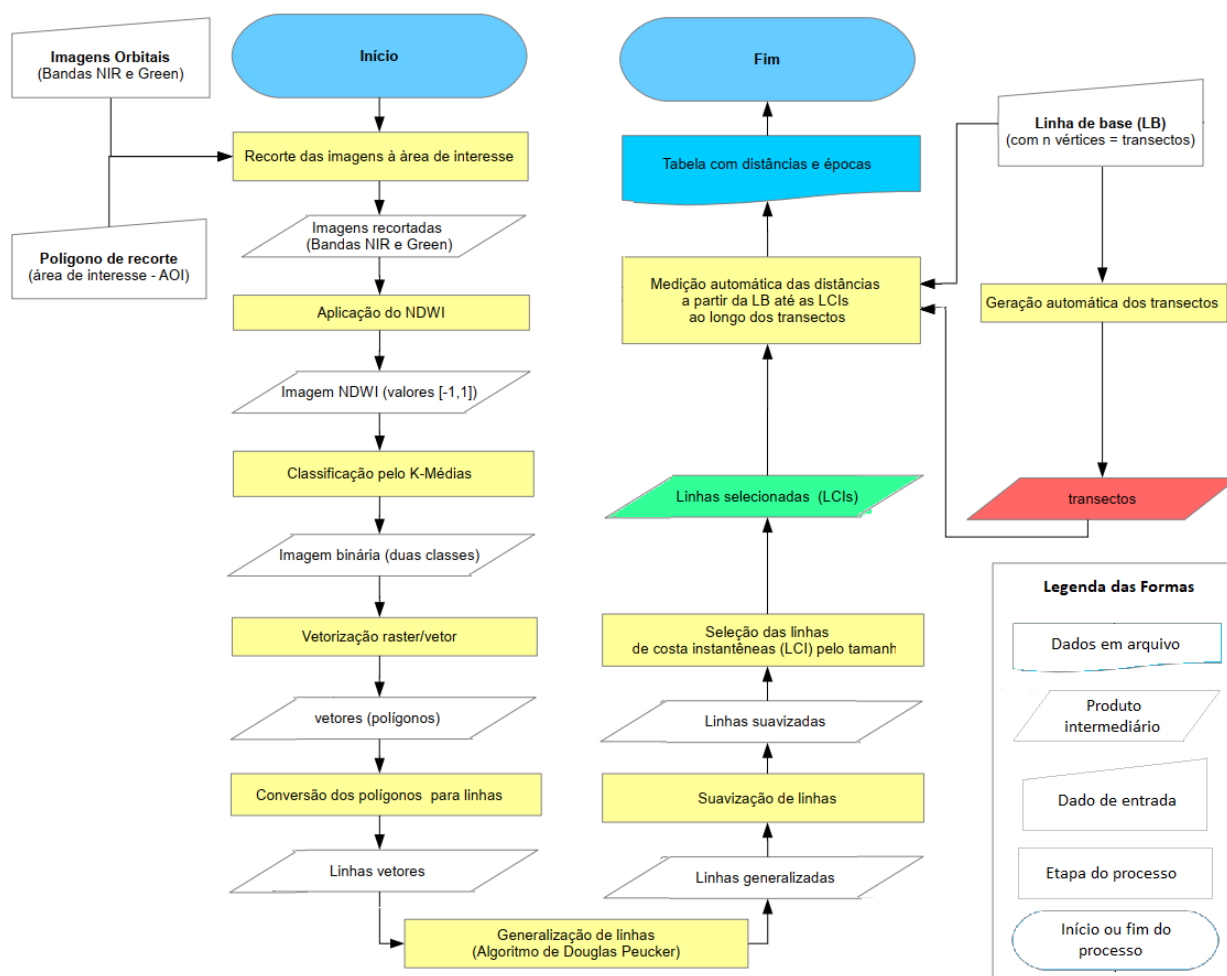 Imagens Orbitais
(Bandas NIR e Green)
Polígono de recorte
(área de interesse - AOI)
Início
Recorte das imagens à área de interesse
Imagens recortadas
(Bandas NIR e Green)
Aplicação do NDWI
Imagem NDWI (valores [-1,1])
Classificação pelo K-Médias
Imagem binária (duas classes)
Vetorização raster/vetor
vetores (polígonos)
Conversão dos polígonos para linhas
Linhas vetores
Generalização de linhas
(Algoritmo de Douglas Peucker)
Linhas generalizadas
Suavização de linhas
Linhas suavizadas
Seleção das linhas
de costa instantâneas (LCI) pelo tamanh
Linhas selecionadas (LCIs)
Medição automática das distâncias
a partir da LB até as LCIs
ao longo dos transectos
Tabela com distâncias e épocas
Fim
Linha de base (LB)
(com n vértices = transectos)
Geração automática dos transectos
transectos
Legenda das Formas
Dados em arquivo
Produto
intermediário
Dado de entrada
Etapa do processo
Início ou fim do
processo